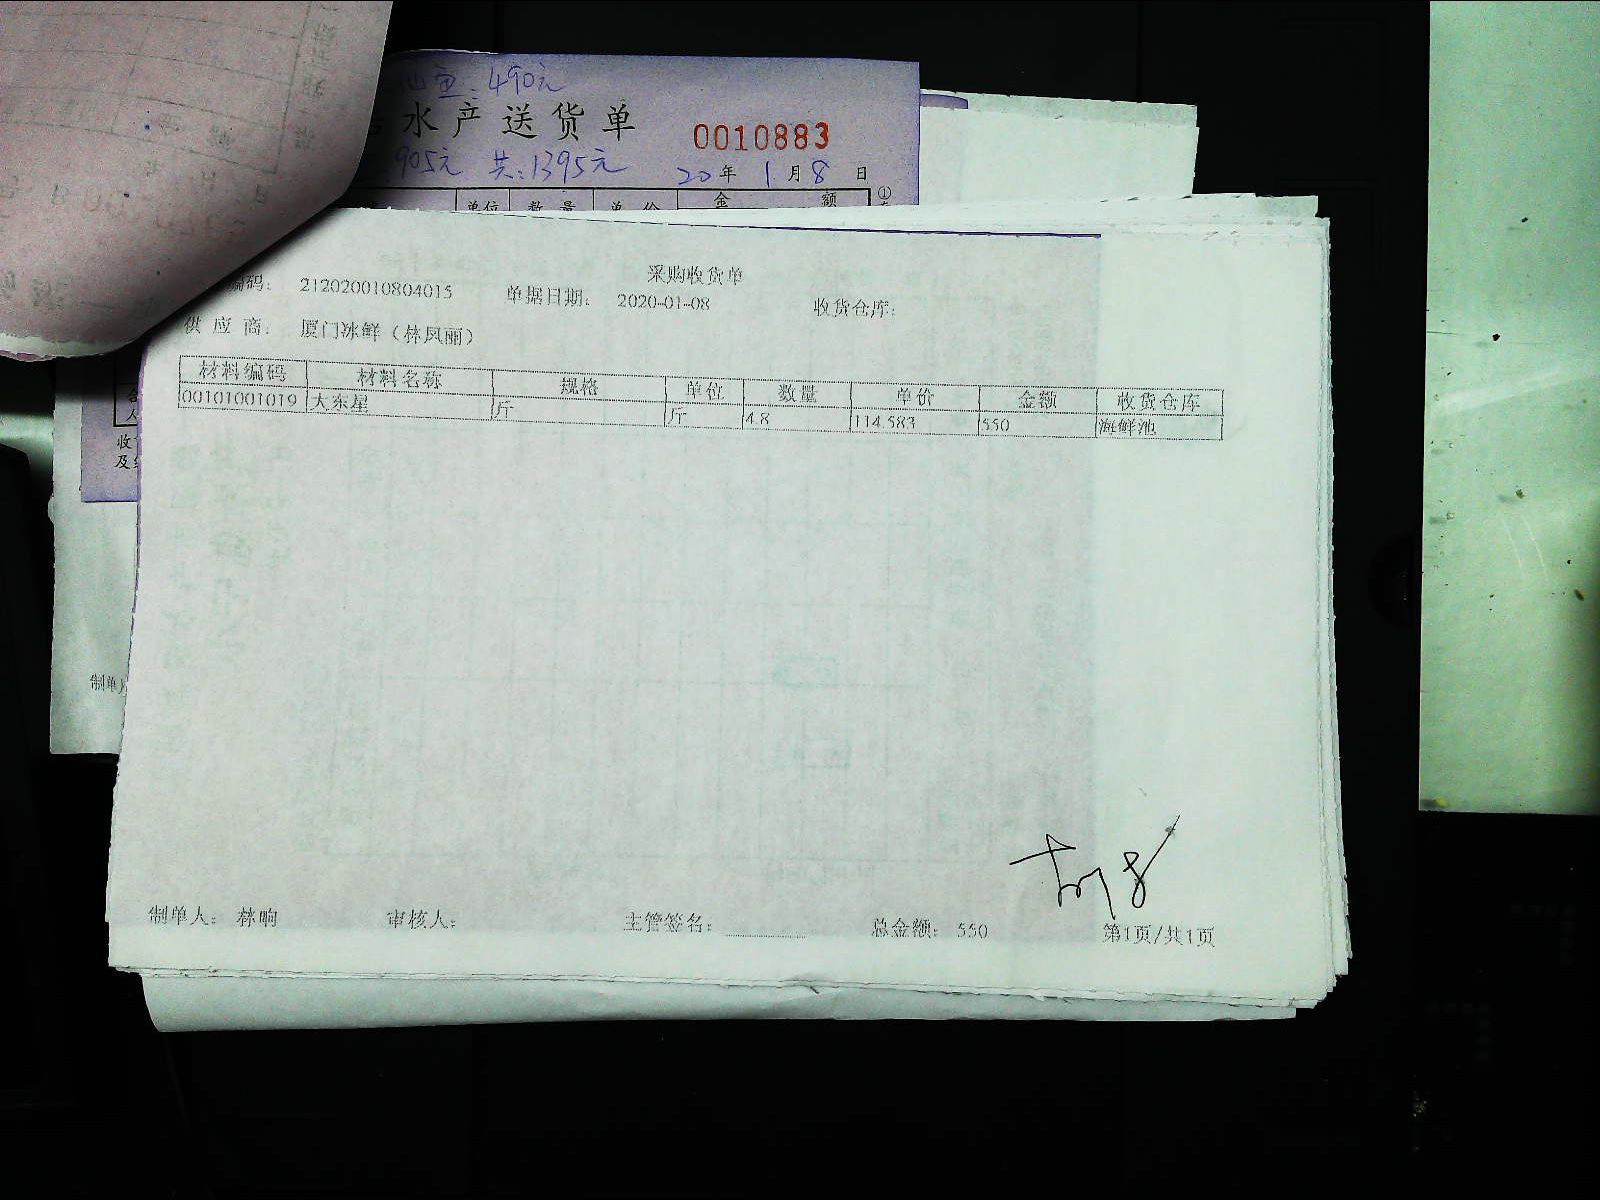 490元
水产送货单 0010883
905元 共:1395元 20年1月8日
单位 数量 单价 金额 ①
采购收货单
编码: 212020010804015 单据日期: 2020-01-08 收货仓库:
供应商: 厦门冰鲜(林凤丽)
材料编码 材料名称 规格 单位 数量 单价 金额 收货仓库
00101001019 大东星 斤 斤 4.8 114.583 550 海鲜池
收
及
制单人
制单人: 林晌 审核人: 主管签名: 总金额: 550 第1页/共1页